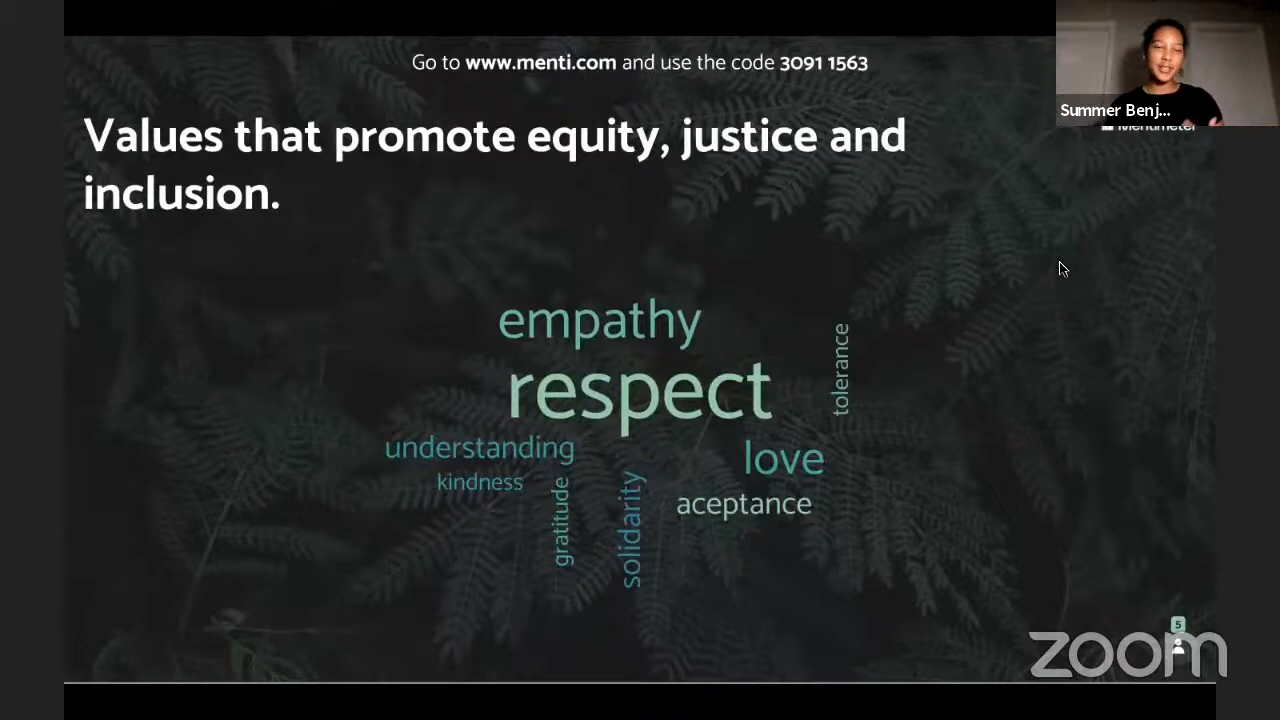 Go to www.menti.com and use the code 3091 1563
Summer Benj...
Mentimeter
Values that promote equity, justice and
inclusion.
empathy
tolerance
respect
understanding
love
kindness
gratitude
solidarity
aceptance
5
zoom